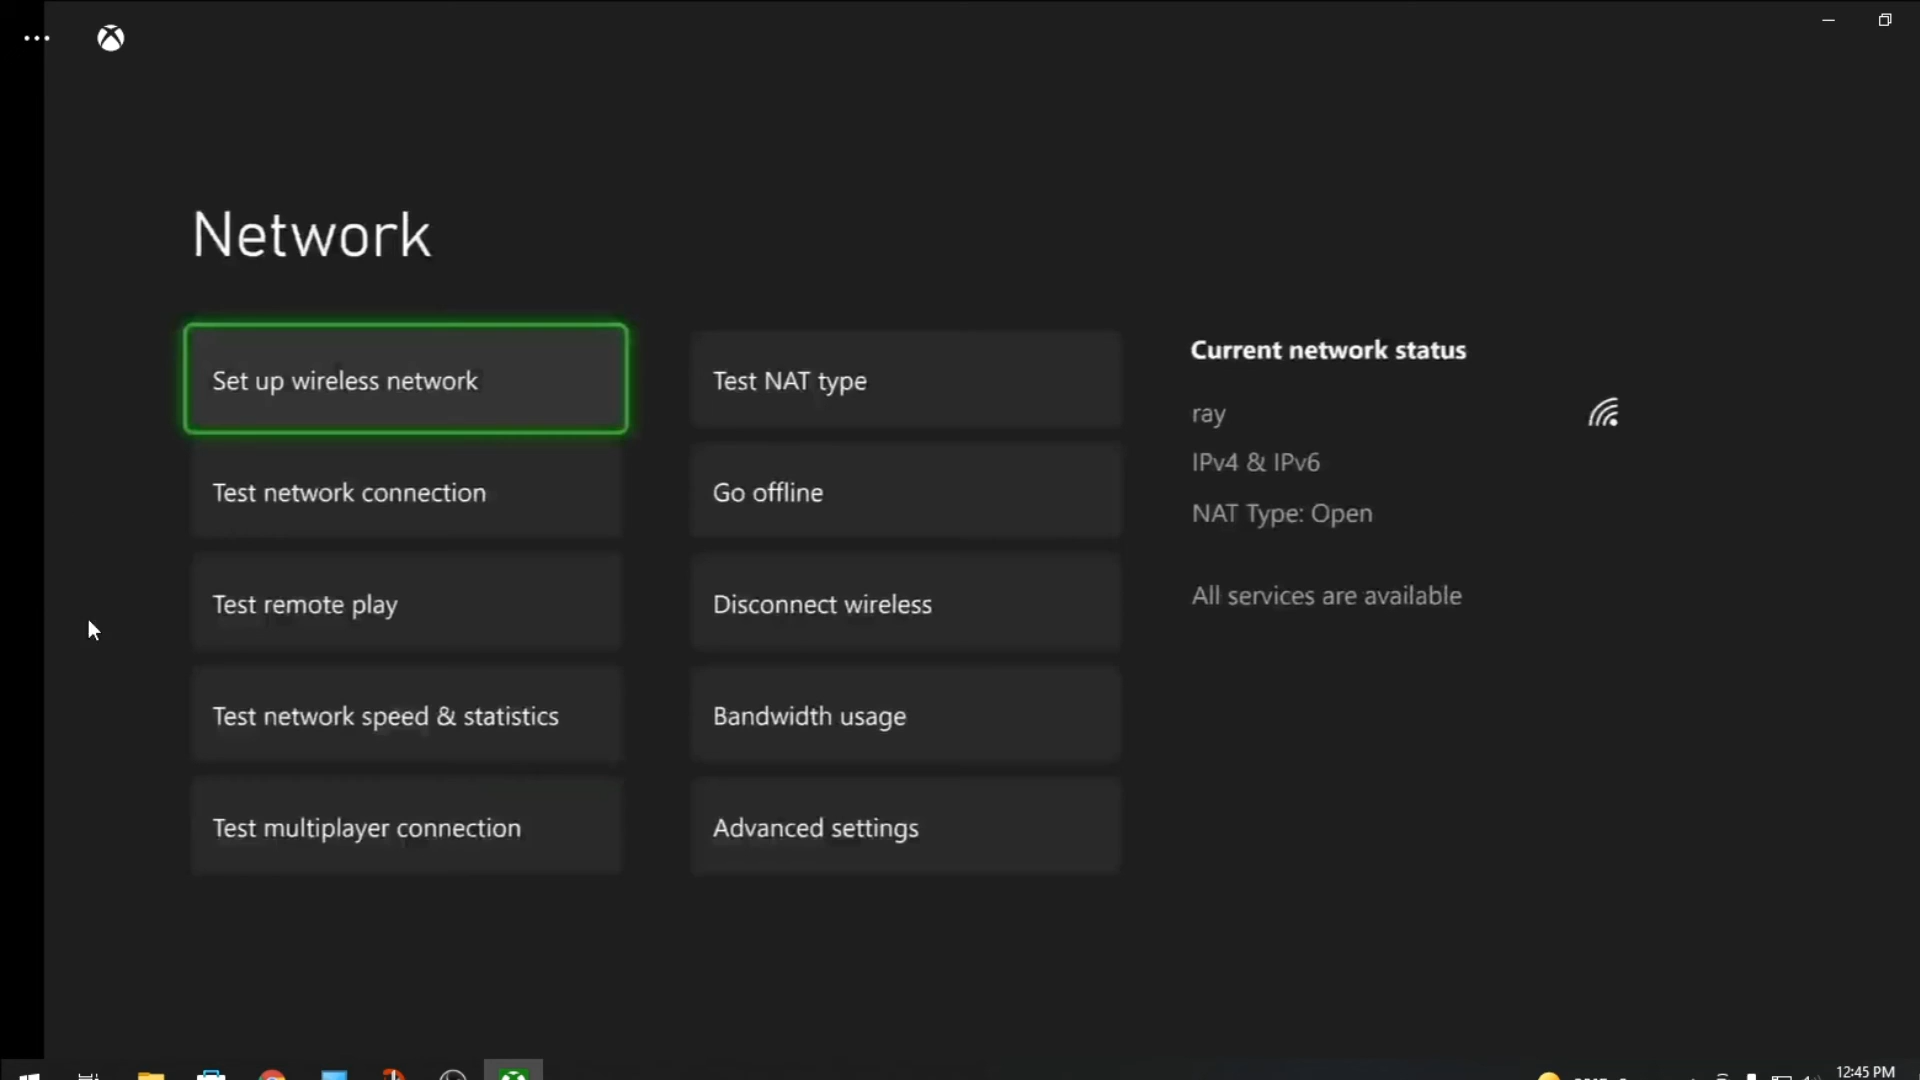 Network
Set up wireless network
Test network connection
Test remote play
Test network speed & statistics
Test multiplayer connection
Test NAT type
Go offline
Disconnect wireless
Bandwidth usage
Advanced settings
Current network status
ray
IPv4 & IPv6
NAT Type: Open
All services are available
12:45 PM